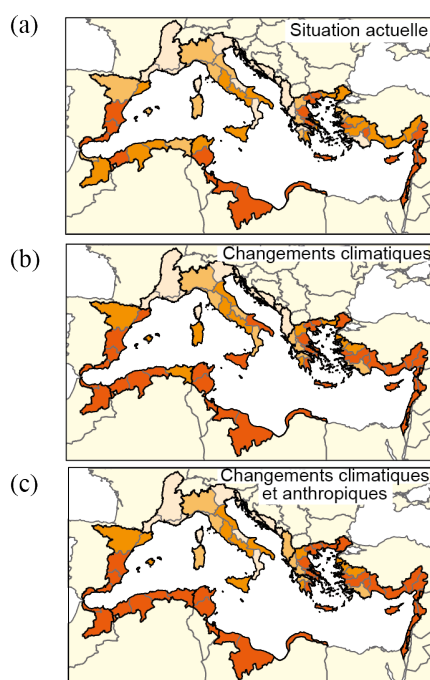 (a)
Situation actuelle
(b)
Changements climatiques
(c)
Changements climatiques
et anthropiques